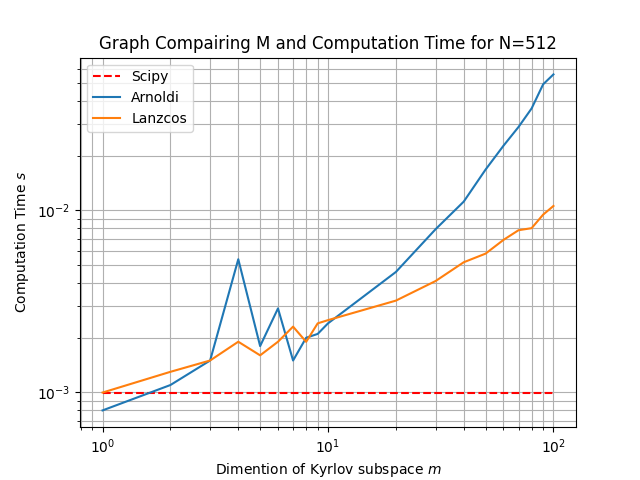 Graph Compairing M and Computation Time for N=512
Scipy
Arnoldi
Lanzcos
Computation Time s
10⁻²
10⁻³
10⁰
10¹
10²
Dimention of Kyrlov subspace m